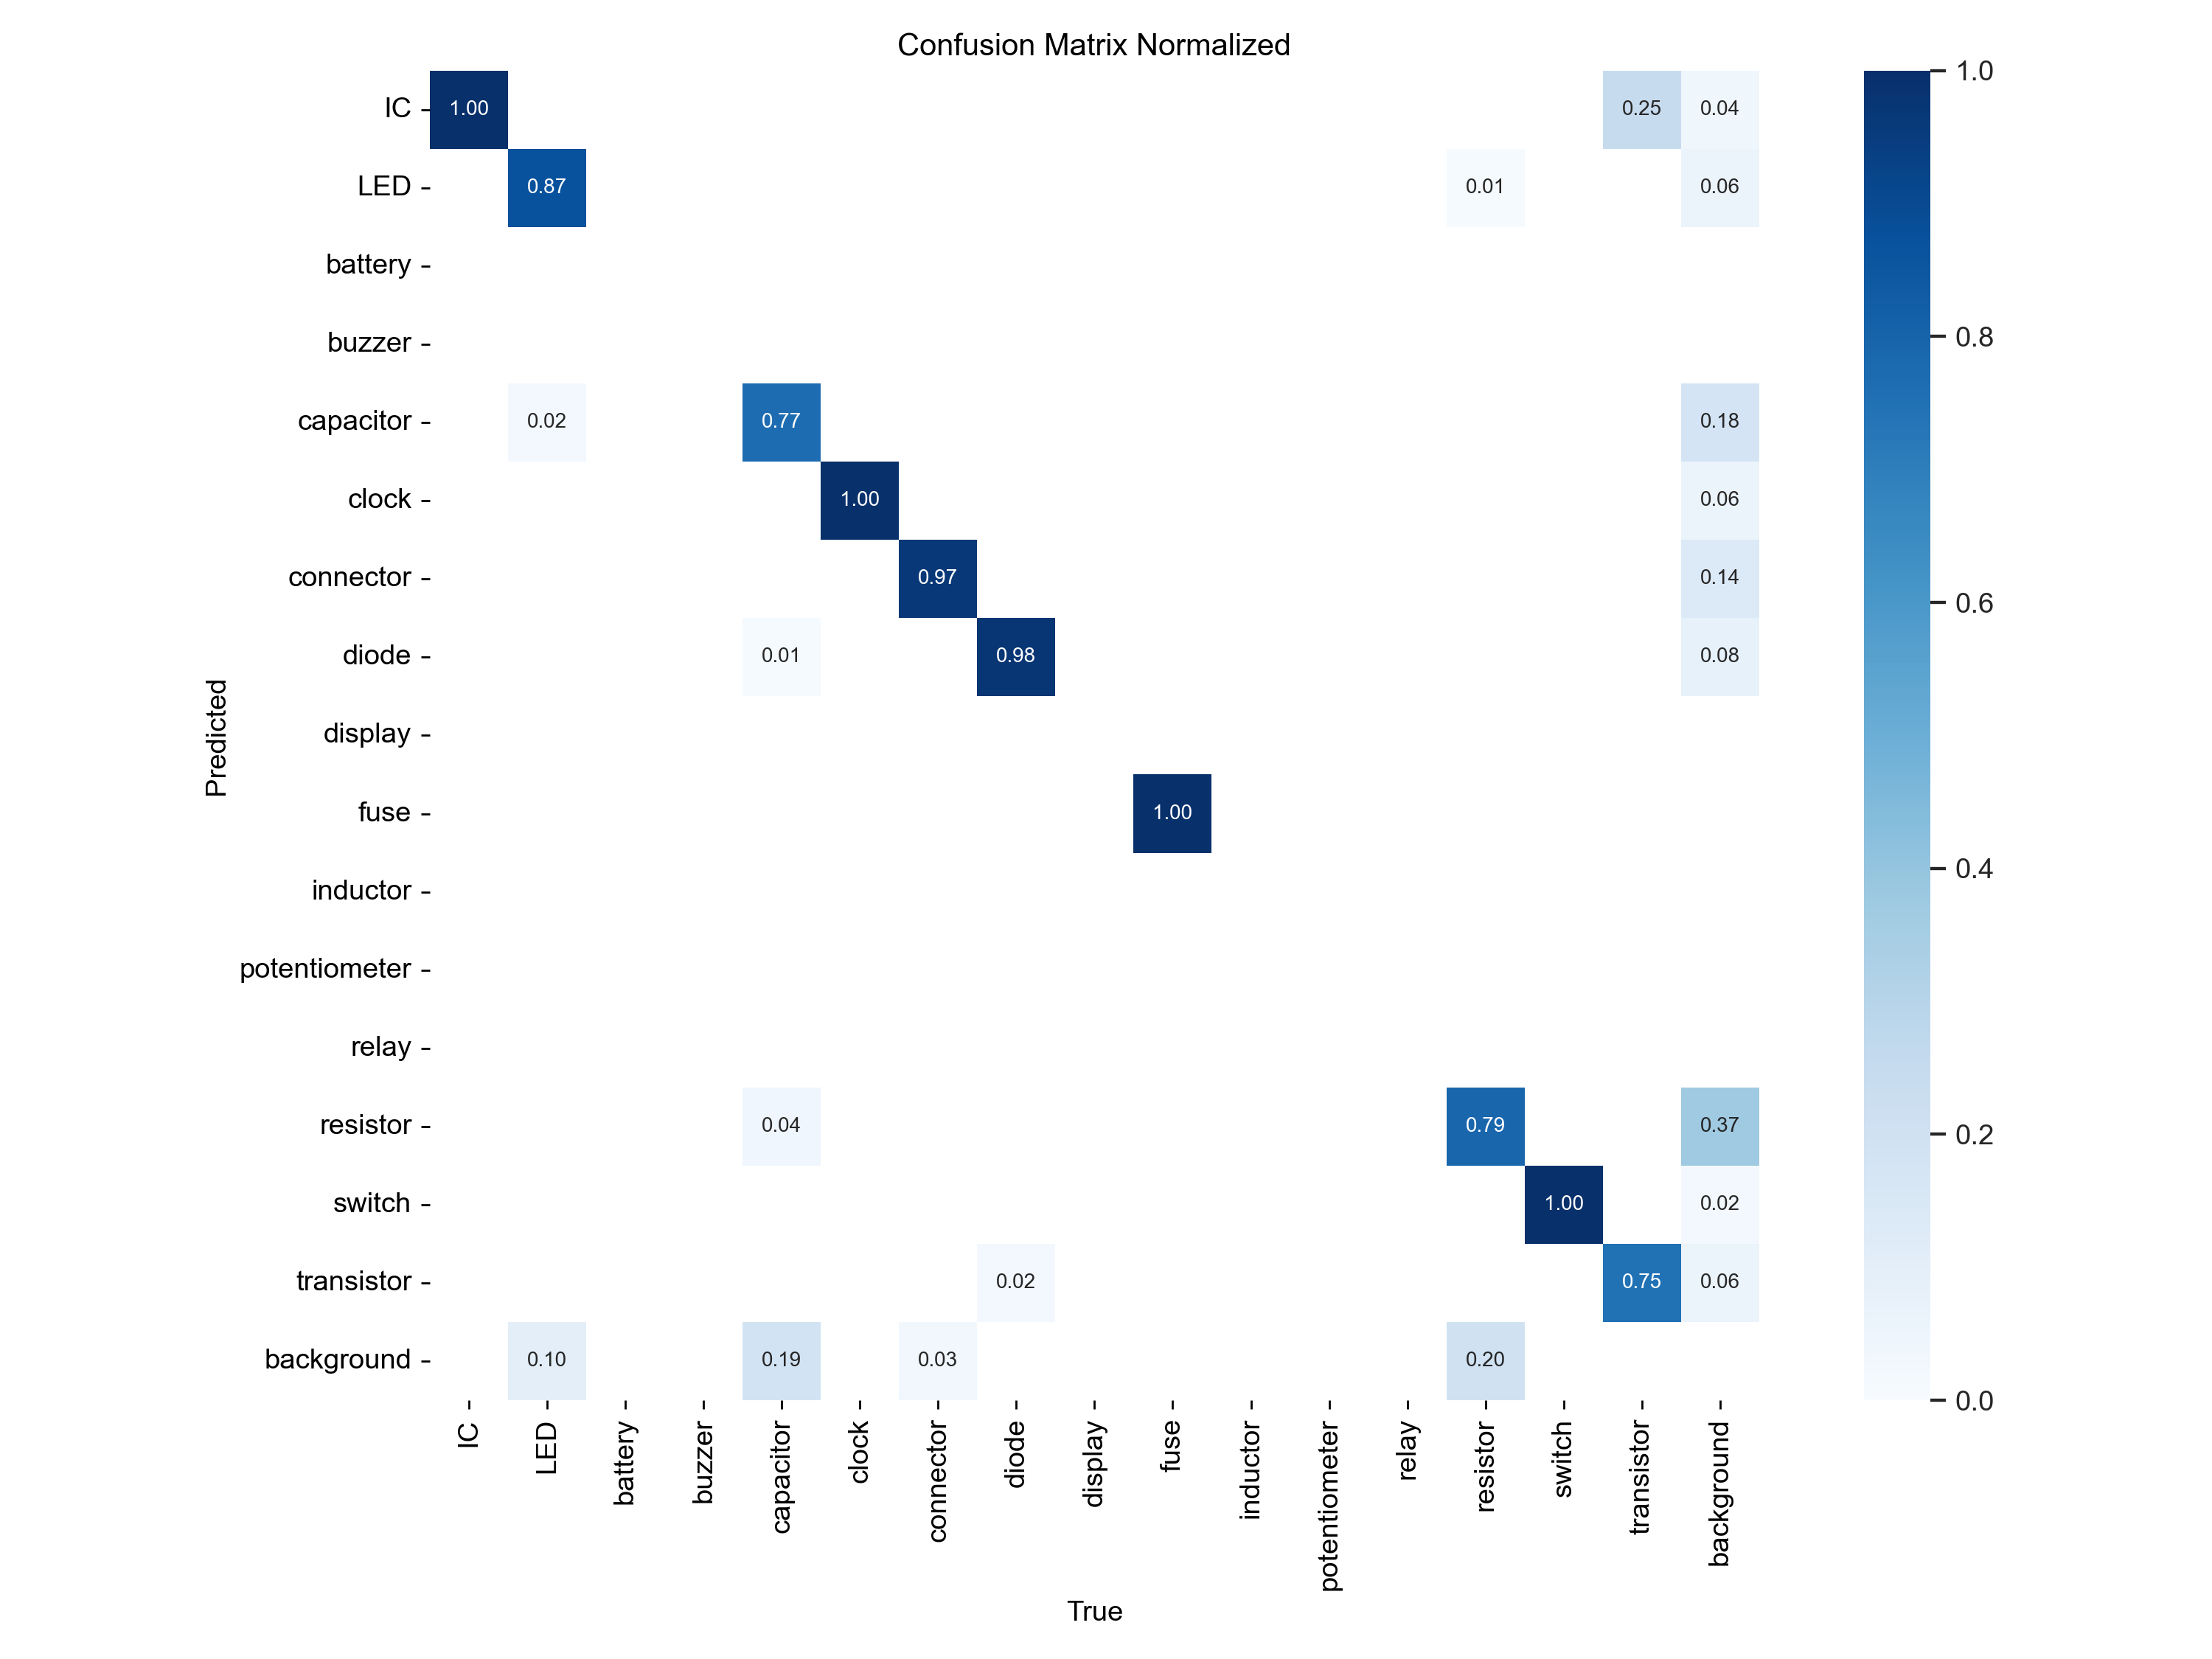 Confusion Matrix Normalized
IC 1.00 0.25 0.04
LED 0.87 0.01 0.06
battery
buzzer
capacitor 0.02 0.77 0.18
clock 1.00 0.06
connector 0.97 0.14
diode 0.01 0.98 0.08
display
fuse 1.00
inductor
potentiometer
relay
resistor 0.04 0.79 0.37
switch 1.00 0.02
transistor 0.02 0.75 0.06
background 0.10 0.19 0.03 0.20
Predicted
IC LED battery buzzer capacitor clock connector diode display fuse inductor potentiometer relay resistor switch transistor background
True
1.0
0.8
0.6
0.4
0.2
0.0